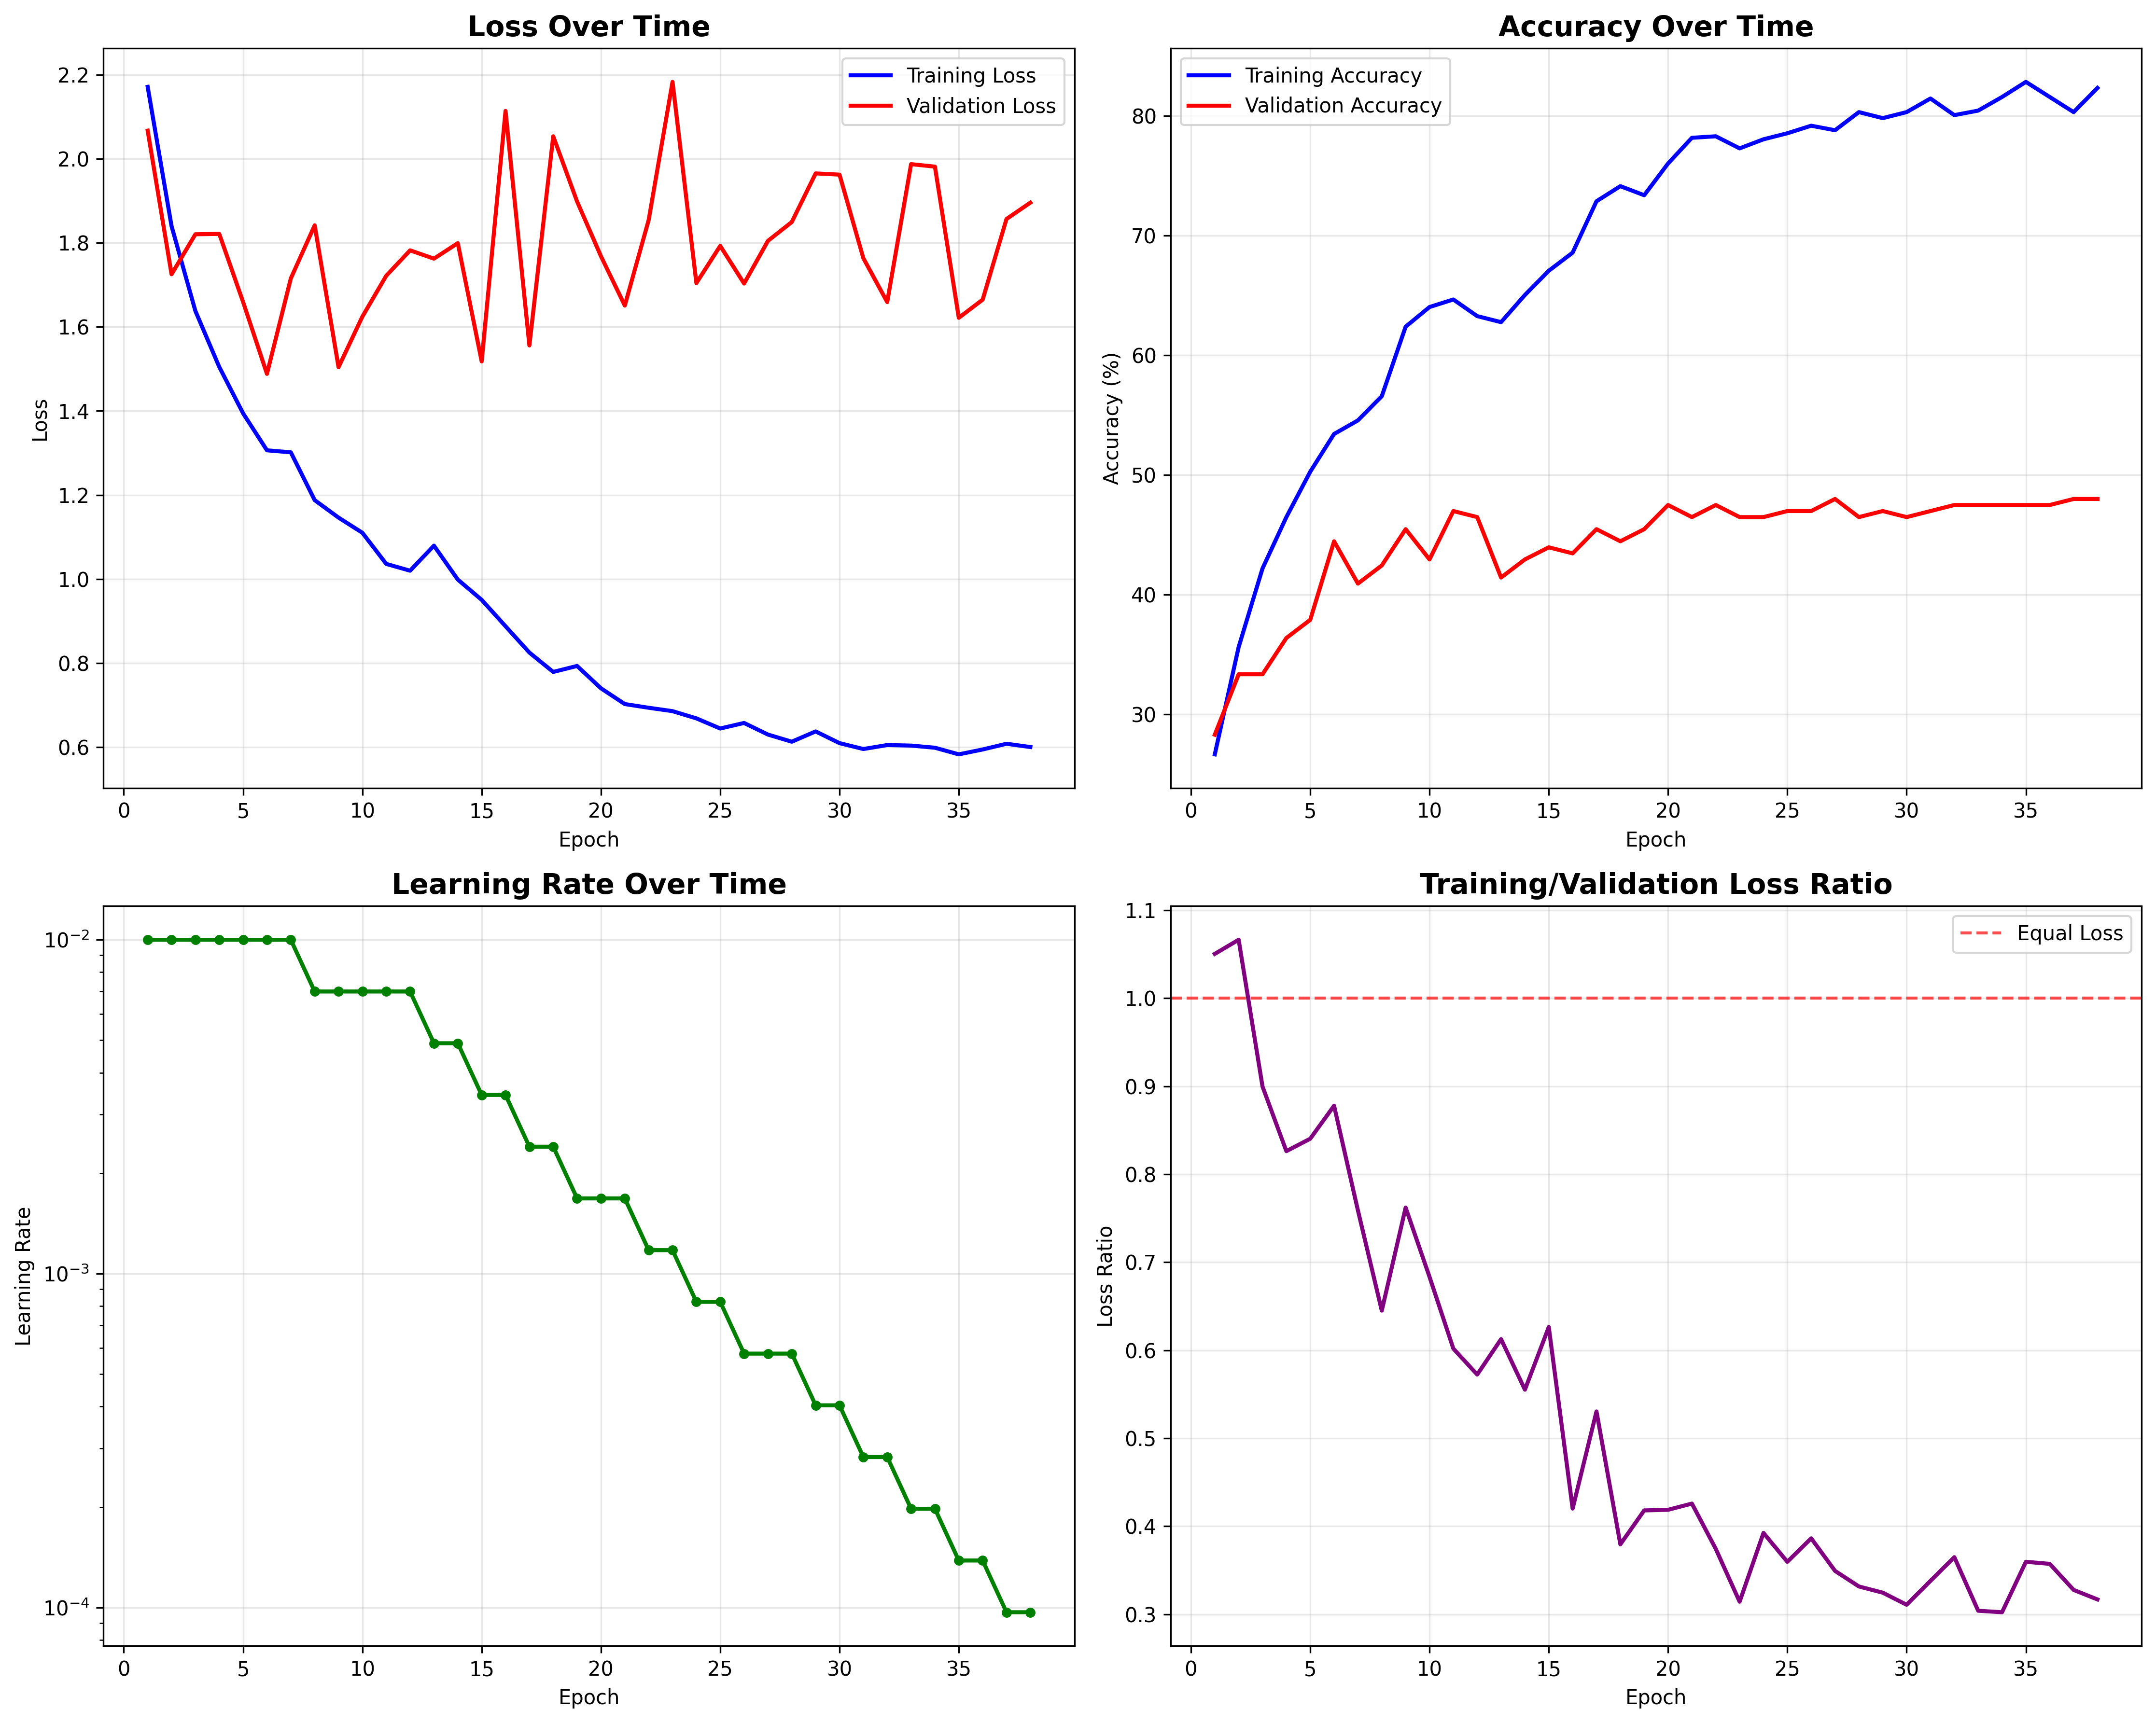 Loss Over Time
Training Loss
Validation Loss
2.2
2.0
1.8
1.6
1.4
1.2
1.0
0.8
0.6
Loss
0 5 10 15 20 25 30 35
Epoch
Accuracy Over Time
Training Accuracy
Validation Accuracy
80
70
60
50
40
30
Accuracy (%)
0 5 10 15 20 25 30 35
Epoch
Learning Rate Over Time
10⁻²
10⁻³
10⁻⁴
Learning Rate
0 5 10 15 20 25 30 35
Epoch
Training/Validation Loss Ratio
Equal Loss
1.1
1.0
0.9
0.8
0.7
0.6
0.5
0.4
0.3
Loss Ratio
0 5 10 15 20 25 30 35
Epoch